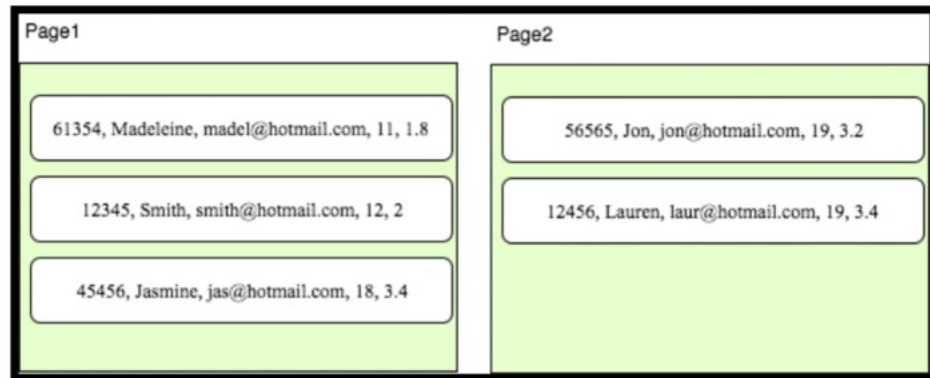 Page1
61354, Madeleine, madel@hotmail.com, 11, 1.8
12345, Smith, smith@hotmail.com, 12, 2
45456, Jasmine, jas@hotmail.com, 18, 3.4
Page2
56565, Jon, jon@hotmail.com, 19, 3.2
12456, Lauren, laur@hotmail.com, 19, 3.4